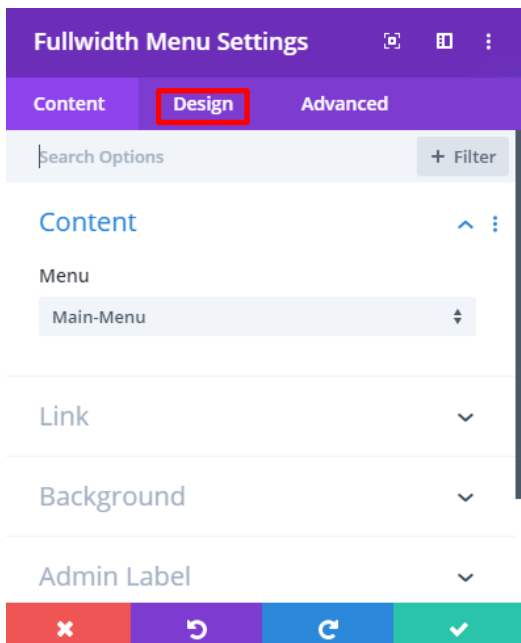 Fullwidth Menu Settings
Content Design Advanced
Search Options + Filter
Content
Menu
Main-Menu
Link
Background
Admin Label